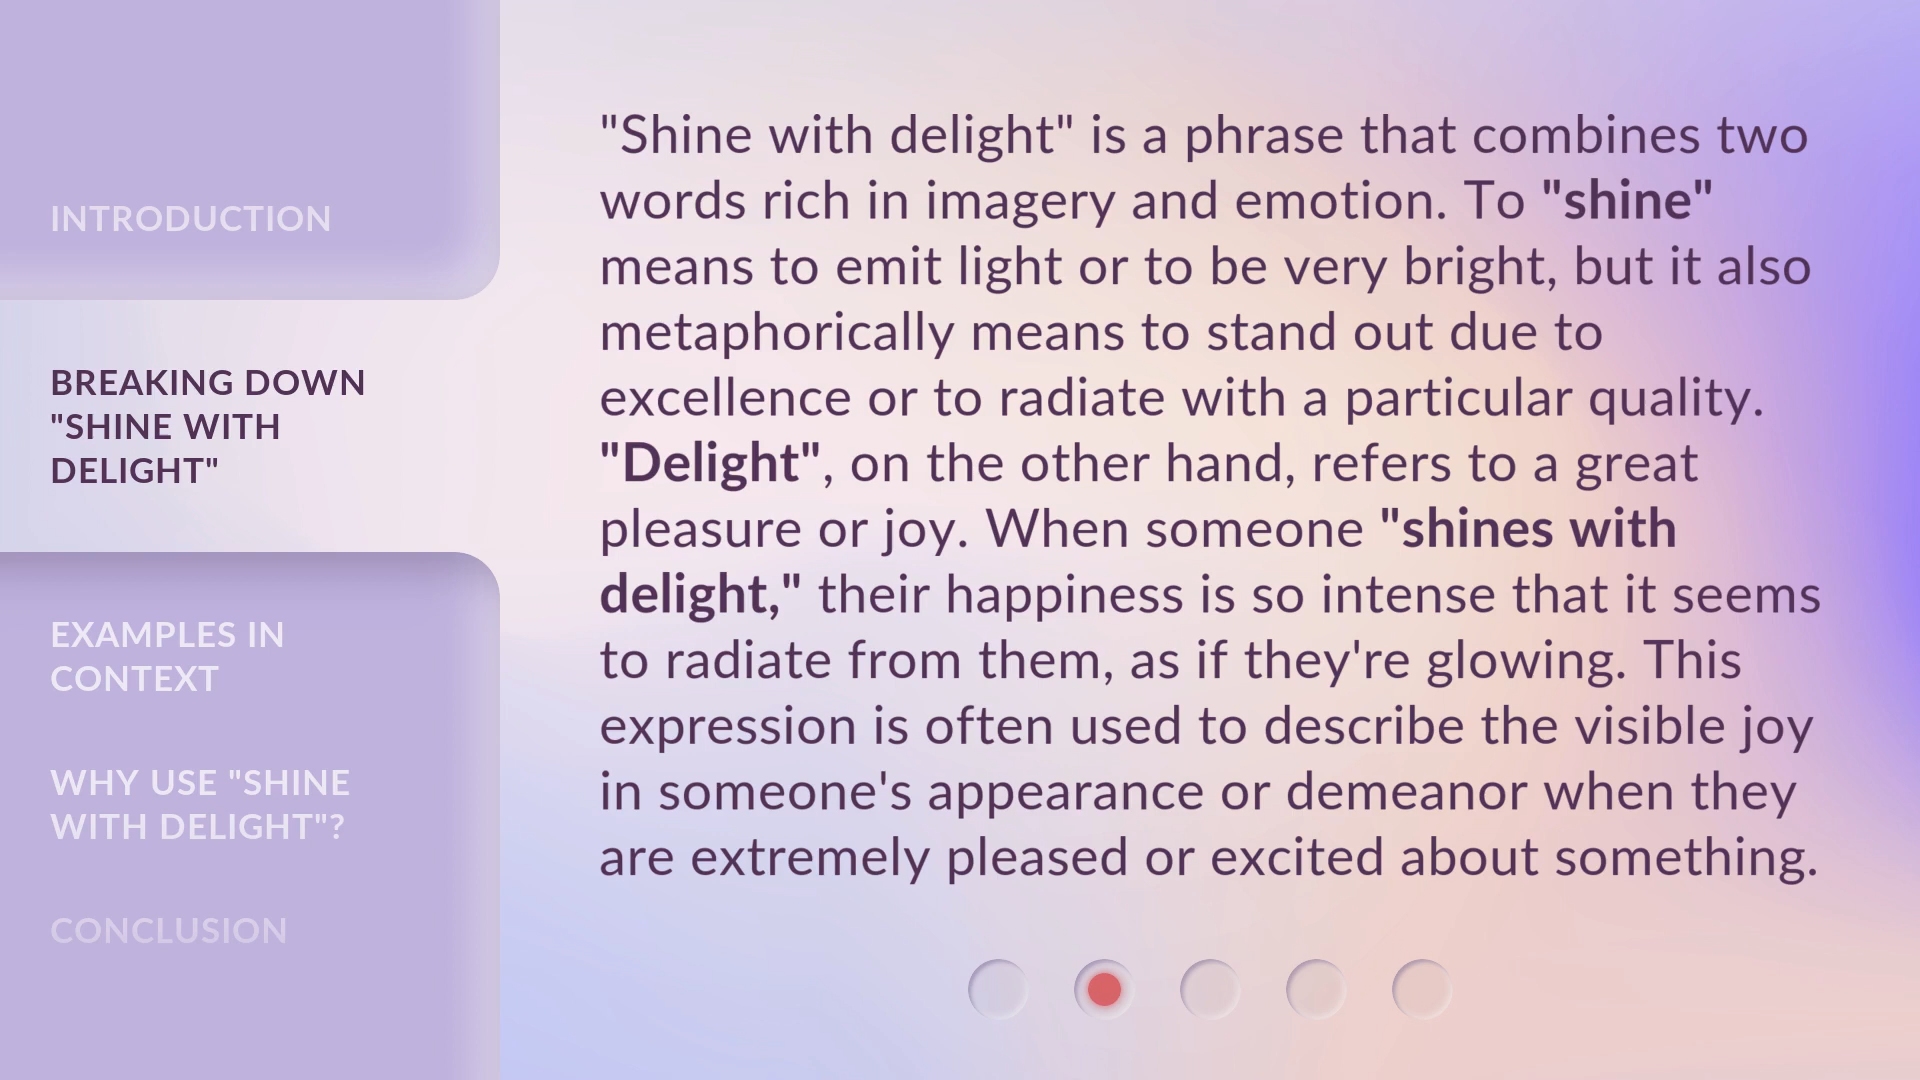 INTRODUCTION
BREAKING DOWN
"SHINE WITH
DELIGHT"
EXAMPLES IN
CONTEXT
WHY USE "SHINE
WITH DELIGHT"?
CONCLUSION
"Shine with delight" is a phrase that combines two
words rich in imagery and emotion. To "shine"
means to emit light or to be very bright, but it also
metaphorically means to stand out due to
excellence or to radiate with a particular quality.
"Delight", on the other hand, refers to a great
pleasure or joy. When someone "shines with
delight," their happiness is so intense that it seems
to radiate from them, as if they're glowing. This
expression is often used to describe the visible joy
in someone's appearance or demeanor when they
are extremely pleased or excited about something.